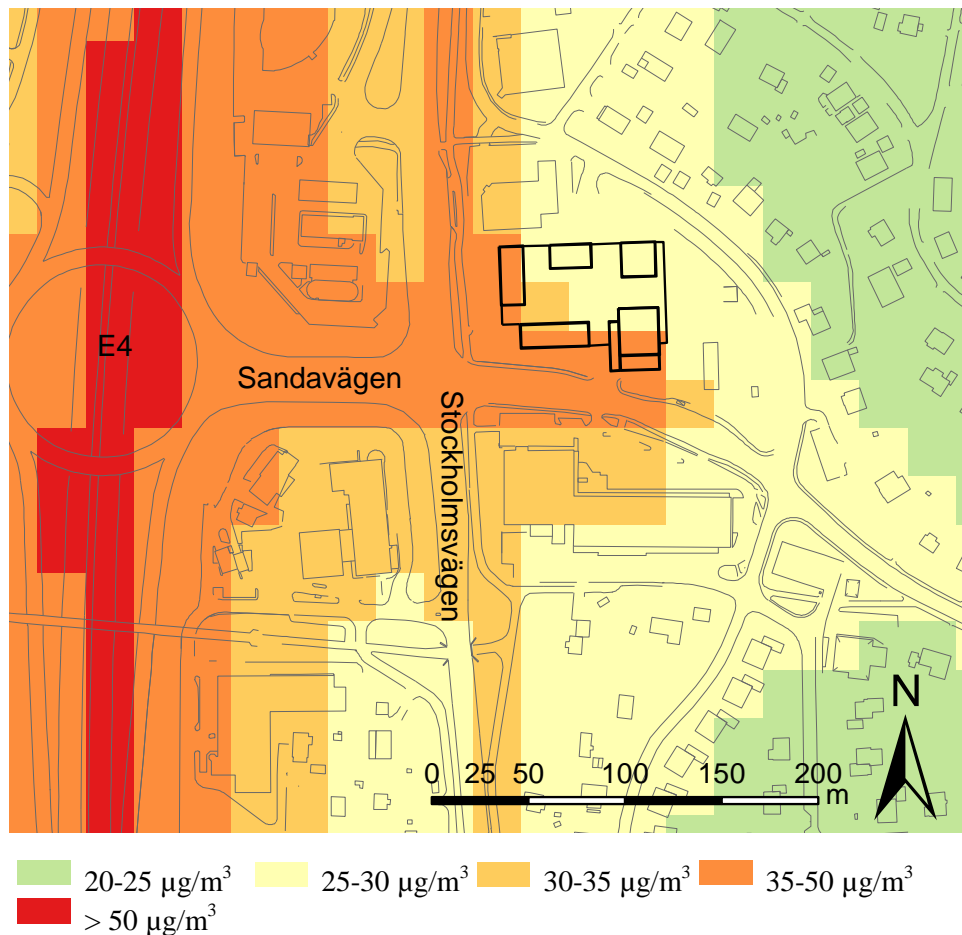 E4
Sandavägen
Stockholmsvägen
N
0 25 50 100 150 200
m
20-25 µg/m³ 25-30 µg/m³ 30-35 µg/m³ 35-50 µg/m³
> 50 µg/m³